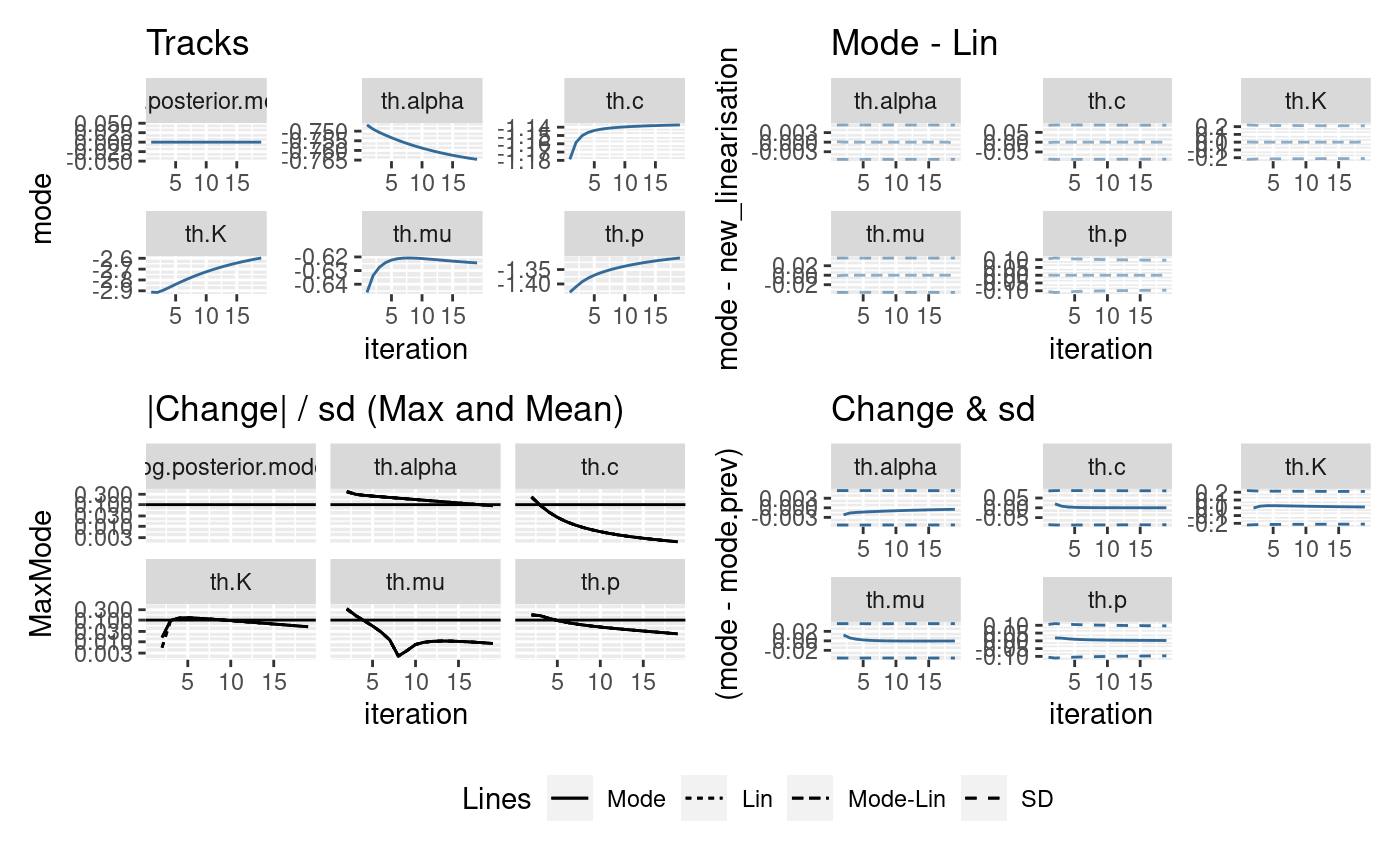 Tracks
.posterior.mo
th.alpha
th.c
0.050
0.025
0.000
-0.025
-0.050
-0.750
-0.755
-0.760
-0.765
-1.14
-1.18
5 10 15
5 10 15
5 10 15
th.K
th.mu
th.p
-2.6
-2.7
-2.8
-2.9
-0.62
-0.63
-0.64
-1.35
-1.40
5 10 15
5 10 15
5 10 15
mode
iteration
Mode - Lin
th.alpha
th.c
th.K
0.003
0.000
-0.003
0.05
0.00
-0.05
0.2
0.1
0.0
-0.1
-0.2
th.mu
th.p
0.02
0.00
-0.02
0.10
0.05
0.00
-0.05
-0.10
5 10 15
5 10 15
5 10 15
5 10 15
5 10 15
mode - new_linearisation
iteration
|Change| / sd (Max and Mean)
og.posterior.mode
th.alpha
th.c
0.300
0.100
0.030
0.010
0.003
th.K
th.mu
th.p
0.300
0.100
0.030
0.010
0.003
5 10 15
5 10 15
5 10 15
MaxMode
iteration
Change & sd
th.alpha
th.c
th.K
0.003
0.000
-0.003
0.05
0.00
-0.05
0.2
0.1
0.0
-0.1
-0.2
5 10 15
5 10 15
5 10 15
th.mu
th.p
0.02
0.00
-0.02
0.10
0.05
0.00
-0.05
-0.10
5 10 15
5 10 15
(mode - mode.prev)
iteration
Lines Mode Lin Mode-Lin SD